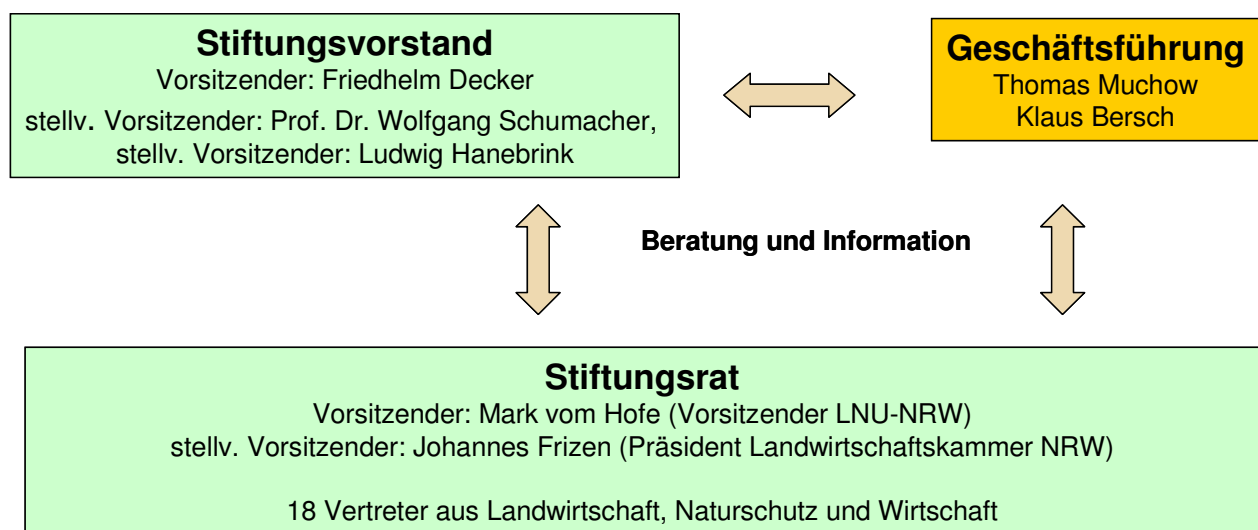 Stiftungsvorstand
Vorsitzender: Friedhelm Decker
stellv. Vorsitzender: Prof. Dr. Wolfgang Schumacher,
stellv. Vorsitzender: Ludwig Hanebrink
Geschäftsführung
Thomas Muchow
Klaus Bersch
Beratung und Information
Stiftungsrat
Vorsitzender: Mark vom Hofe (Vorsitzender LNU-NRW)
stellv. Vorsitzender: Johannes Frizen (Präsident Landwirtschaftskammer NRW)
18 Vertreter aus Landwirtschaft, Naturschutz und Wirtschaft